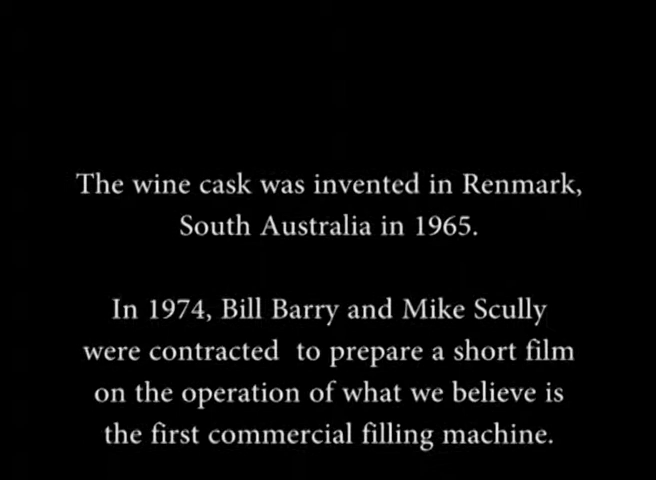 The wine cask was invented in Renmark,
South Australia in 1965.
In 1974, Bill Barry and Mike Scully
were contracted  to prepare a short film
on the operation of what we believe is
the first commercial filling machine.